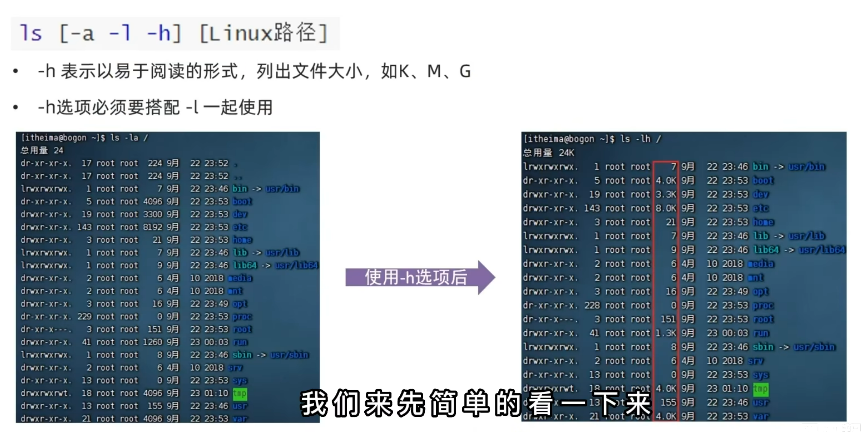 ls [-a -l -h] [Linux路径]
• -h 表示以易于阅读的形式，列出文件大小，如K、M、G
• -h选项必须要搭配 -l 一起使用
[itheima@bogon ~]$ ls -la /
总用量 24
dr-xr-xr-x. 17 root root 224 9月 22 23:52 .
dr-xr-xr-x. 17 root root 224 9月 22 23:52 ..
lrwxrwxrwx. 1 root root 7 9月 22 23:46 bin -> usr/bin
dr-xr-xr-x. 5 root root 4096 9月 22 23:53 boot
drwxr-xr-x. 19 root root 3300 9月 22 23:53 dev
drwxr-xr-x. 143 root root 8192 9月 22 23:53 etc
drwxr-xr-x. 3 root root 21 9月 22 23:53 home
lrwxrwxrwx. 1 root root 7 9月 22 23:46 lib -> usr/lib
lrwxrwxrwx. 1 root root 9 9月 22 23:46 lib64 -> usr/lib64
drwxr-xr-x. 2 root root 6 4月 10 2018 media
drwxr-xr-x. 2 root root 6 4月 10 2018 mnt
drwxr-xr-x. 3 root root 16 9月 22 23:49 opt
dr-xr-xr-x. 229 root root 0 9月 22 23:53 proc
dr-xr-x---. 3 root root 151 9月 22 23:53 root
drwxr-xr-x. 41 root root 1260 9月 23 00:03 run
lrwxrwxrwx. 1 root root 8 9月 22 23:46 sbin -> usr/sbin
drwxr-xr-x. 2 root root 6 4月 10 2018 srv
dr-xr-xr-x. 13 root root 0 9月 22 23:53 sys
drwxrwxrwt. 18 root root 4096 9月 23 01:10 tmp
drwxr-xr-x. 13 root root 155 9月 22 23:46 usr
drwxr-xr-x. 21 root root 4096 9月 22 23:53 var
使用-h选项后
[itheima@bogon ~]$ ls -lh /
总用量 24K
lrwxrwxrwx. 1 root root 7 9月 22 23:46 bin -> usr/bin
dr-xr-xr-x. 5 root root 4.0K 9月 22 23:53 boot
drwxr-xr-x. 19 root root 3.3K 9月 22 23:53 dev
drwxr-xr-x. 143 root root 8.0K 9月 22 23:53 etc
drwxr-xr-x. 3 root root 21 9月 22 23:53 home
lrwxrwxrwx. 1 root root 7 9月 22 23:46 lib -> usr/lib
lrwxrwxrwx. 1 root root 9 9月 22 23:46 lib64 -> usr/lib64
drwxr-xr-x. 2 root root 6 4月 10 2018 media
drwxr-xr-x. 2 root root 6 4月 10 2018 mnt
drwxr-xr-x. 3 root root 16 9月 22 23:49 opt
dr-xr-xr-x. 228 root root 0 9月 22 23:53 proc
dr-xr-x---. 3 root root 151 9月 22 23:53 root
drwxr-xr-x. 41 root root 1.3K 9月 23 00:03 run
lrwxrwxrwx. 1 root root 8 9月 22 23:46 sbin -> usr/sbin
drwxr-xr-x. 2 root root 6 4月 10 2018 srv
dr-xr-xr-x. 13 root root 0 9月 22 23:53 sys
drwxrwxrwt. 18 root root 4.0K 9月 23 01:10 tmp
drwxr-xr-x. 13 root root 155 9月 22 23:46 usr
drwxr-xr-x. 21 root root 4.0K 9月 22 23:53 var
我们来先简单的看一下来